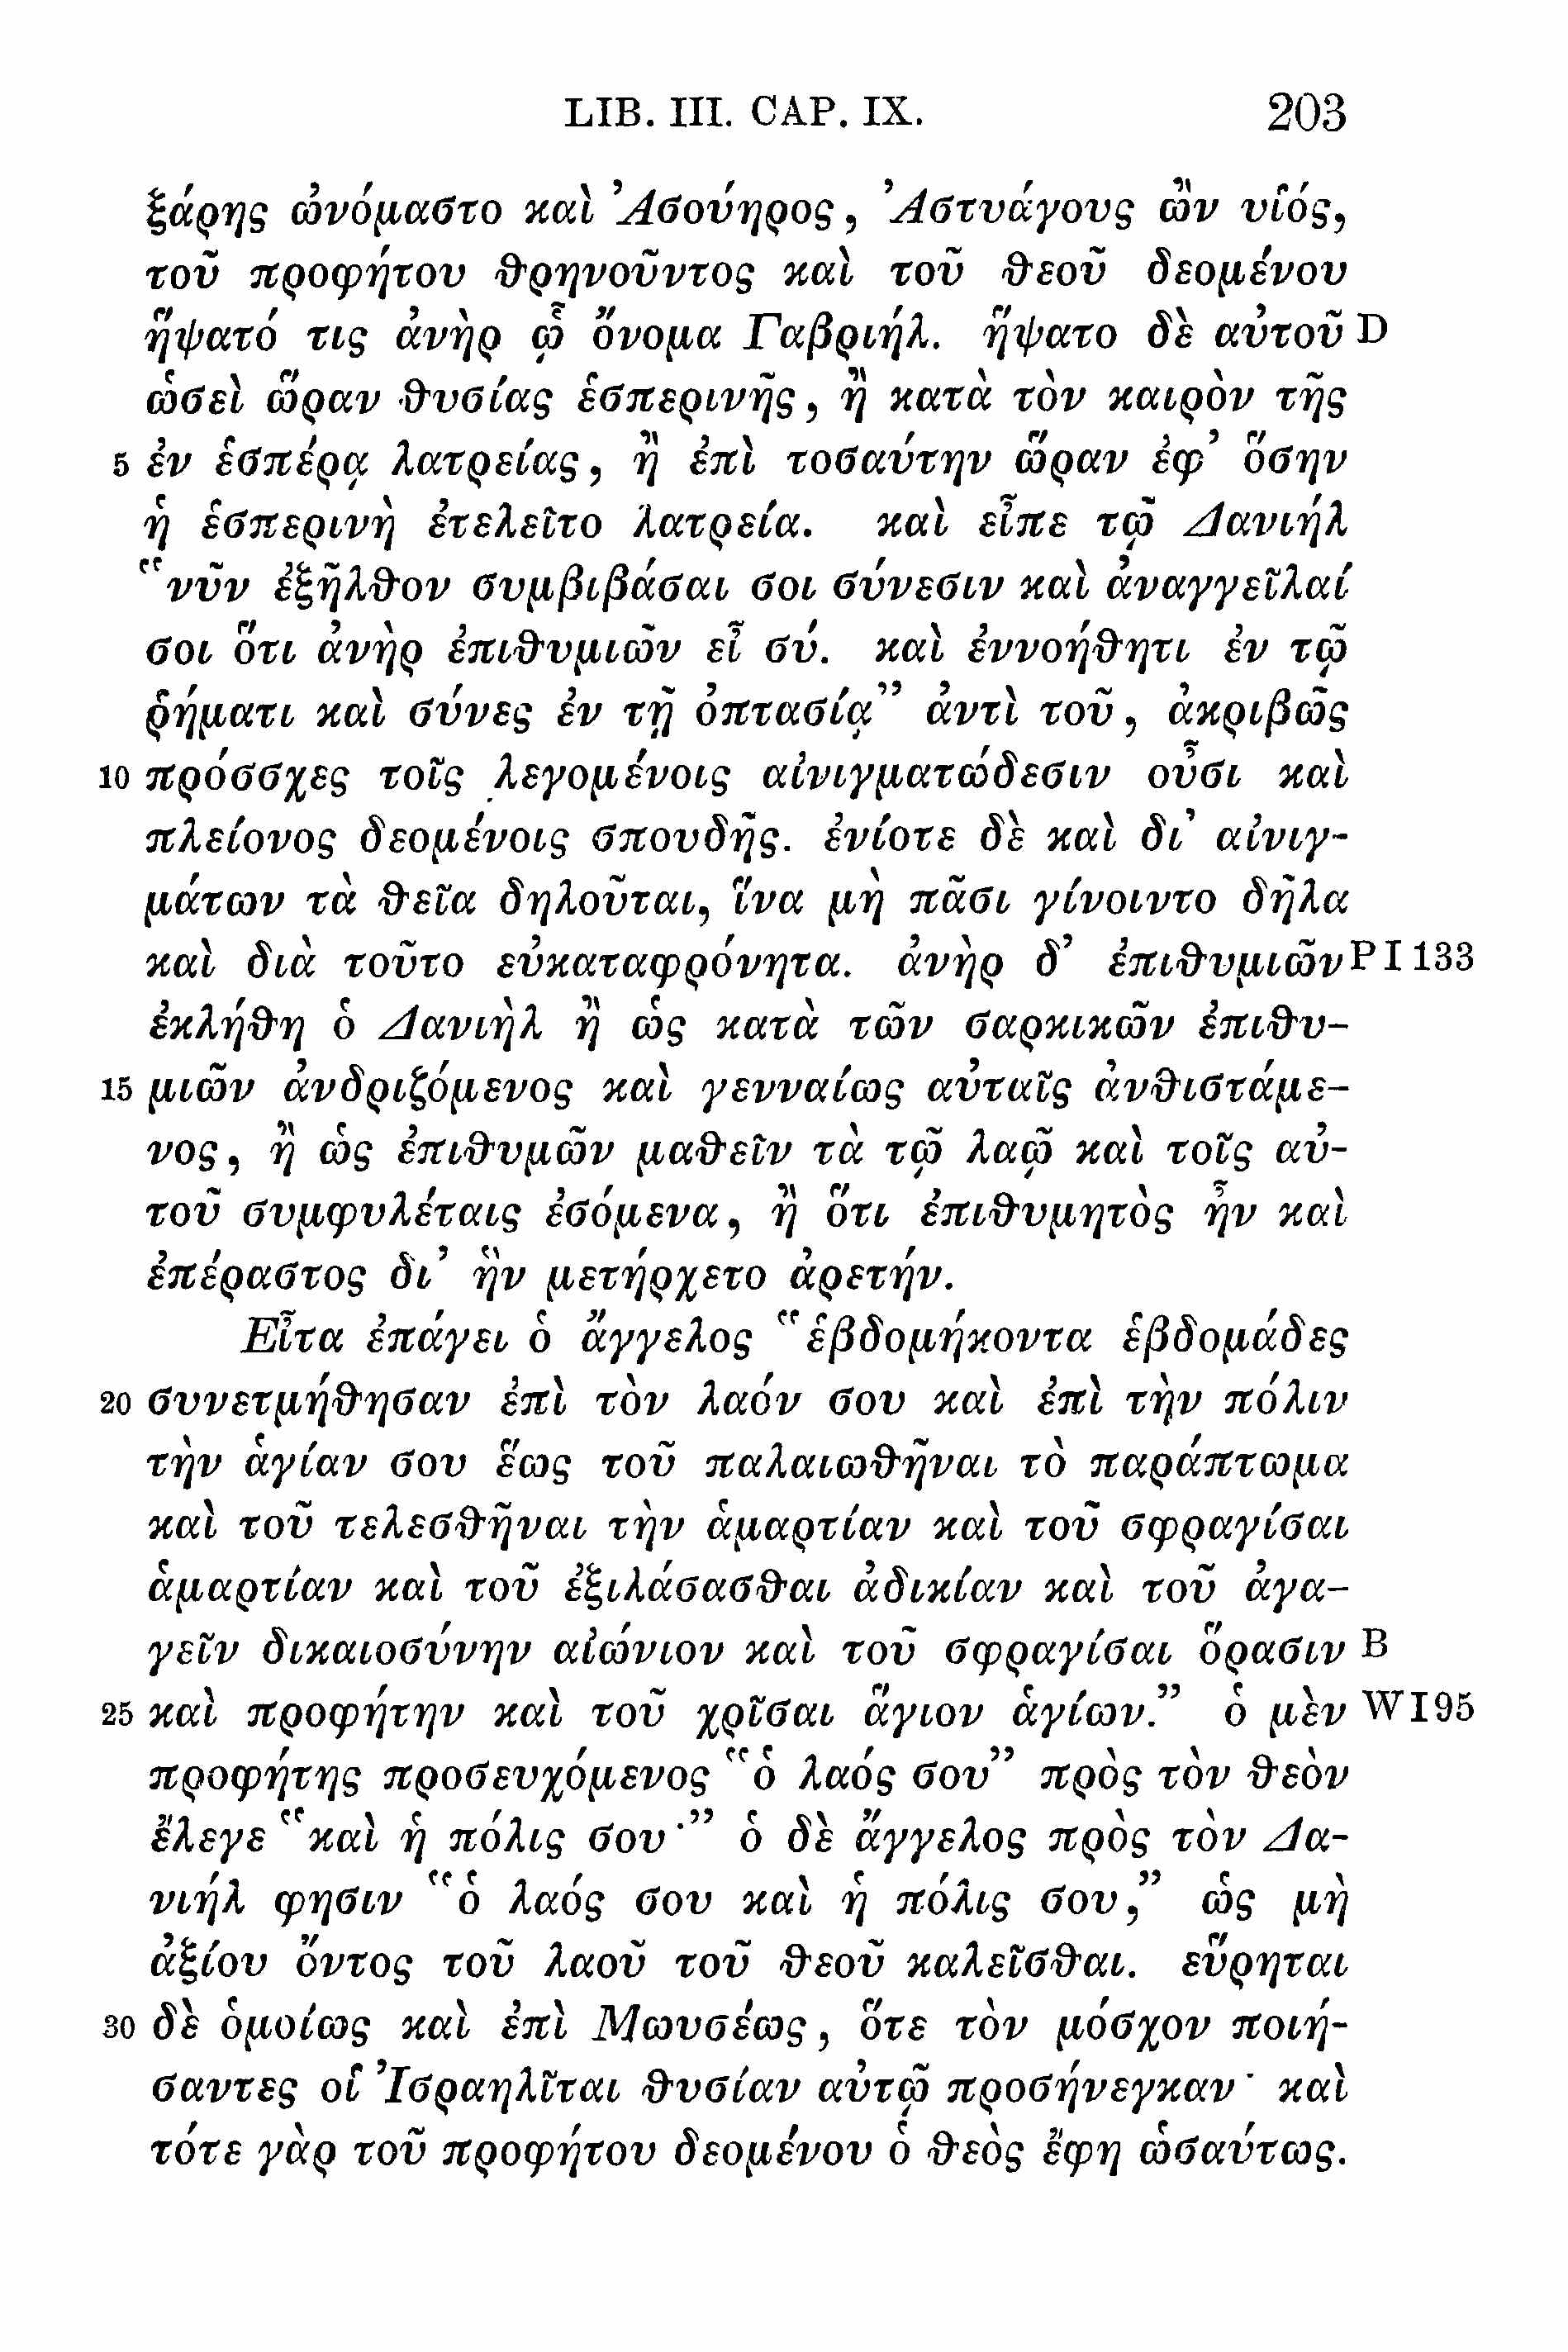 LIB. III. CAP. IX. 203
ξάρης ὠνόμαστο καὶ Ἀσούηρος, Ἀστυάγους ὢν υἱός,
τοῦ προφήτου θρηνοῦντος καὶ τοῦ θεοῦ δεομένου
ἥψατό τις ἀνὴρ ᾧ ὄνομα Γαβριήλ. ἥψατο δὲ αὐτοῦ D
ὡσεὶ ὥραν θυσίας ἑσπερινῆς, ἢ κατὰ τὸν καιρὸν τῆς
5 ἐν ἑσπέρᾳ λατρείας, ἢ ἐπὶ τοσαύτην ὥραν ἐφ’ ὅσην
ἡ ἑσπερινὴ ἐτελεῖτο λατρεία. καὶ εἶπε τῷ Δανιήλ
“νῦν ἐξῆλθον συμβιβάσαι σοι σύνεσιν καὶ ἀναγγεῖλαί
σοι ὅτι ἀνὴρ ἐπιθυμιῶν εἶ σύ. καὶ ἐννοήθητι ἐν τῷ
ῥήματι καὶ σύνες ἐν τῇ ὀπτασίᾳ” ἀντὶ τοῦ, ἀκριβῶς
10 πρόσσχες τοῖς λεγομένοις αἰνιγματώδεσιν οὖσι καὶ
πλείονος δεομένοις σπουδῆς. ἐνίοτε δὲ καὶ δι’ αἰνιγ-
μάτων τὰ θεῖα δηλοῦται, ἵνα μὴ πᾶσι γίνοιντο δῆλα
καὶ διὰ τοῦτο εὐκαταφρόνητα. ἀνὴρ δ’ ἐπιθυμιῶν P I 133
ἐκλήθη ὁ Δανιὴλ ἢ ὡς κατὰ τῶν σαρκικῶν ἐπιθυ-
15 μιῶν ἀνδριζόμενος καὶ γενναίως αὐταῖς ἀνθιστάμε-
νος, ἢ ὡς ἐπιθυμῶν μαθεῖν τὰ τῷ λαῷ καὶ τοῖς αὐ-
τοῦ συμφυλέταις ἐσόμενα, ἢ ὅτι ἐπιθυμητὸς ἦν καὶ
ἐπέραστος δι’ ἣν μετήρχετο ἀρετήν.
Εἶτα ἐπάγει ὁ ἄγγελος “ἑβδομήκοντα ἑβδομάδες
20 συνετμήθησαν ἐπὶ τὸν λαόν σου καὶ ἐπὶ τὴν πόλιν
τὴν ἁγίαν σου ἕως τοῦ παλαιωθῆναι τὸ παράπτωμα
καὶ τοῦ τελεσθῆναι τὴν ἁμαρτίαν καὶ τοῦ σφραγίσαι
ἁμαρτίαν καὶ τοῦ ἐξιλάσασθαι ἀδικίαν καὶ τοῦ ἀγα-
γεῖν δικαιοσύνην αἰώνιον καὶ τοῦ σφραγίσαι ὅρασιν B
25 καὶ προφήτην καὶ τοῦ χρῖσαι ἅγιον ἁγίων.” ὁ μὲν W I 95
προφήτης προσευχόμενος “ὁ λαός σου” πρὸς τὸν θεὸν
ἔλεγε “καὶ ἡ πόλις σου·” ὁ δὲ ἄγγελος πρὸς τὸν Δα-
νιήλ φησιν “ὁ λαός σου καὶ ἡ πόλις σου,” ὡς μὴ
ἀξίου ὄντος τοῦ λαοῦ τοῦ θεοῦ καλεῖσθαι. εὕρηται
30 δὲ ὁμοίως καὶ ἐπὶ Μωυσέως, ὅτε τὸν μόσχον ποιή-
σαντες οἱ Ἰσραηλῖται θυσίαν αὐτῷ προσήνεγκαν· καὶ
τότε γὰρ τοῦ προφήτου δεομένου ὁ θεὸς ἔφη ὡσαύτως.